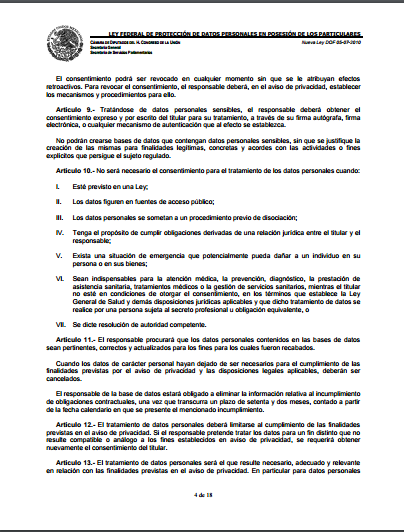 LEY FEDERAL DE PROTECCIÓN DE DATOS PERSONALES EN POSESIÓN DE LOS PARTICULARES
CÁMARA DE DIPUTADOS DEL H. CONGRESO DE LA UNIÓN
Nueva Ley DOF 05-07-2010
Secretaría General
Secretaría de Servicios Parlamentarios
El consentimiento podrá ser revocado en cualquier momento sin que se le atribuyan efectos
retroactivos. Para revocar el consentimiento, el responsable deberá, en el aviso de privacidad, establecer
los mecanismos y procedimientos para ello.
Artículo 9.- Tratándose de datos personales sensibles, el responsable deberá obtener el
consentimiento expreso y por escrito del titular para su tratamiento, a través de su firma autógrafa, firma
electrónica, o cualquier mecanismo de autenticación que al efecto se establezca.
No podrán crearse bases de datos que contengan datos personales sensibles, sin que se justifique la
creación de las mismas para finalidades legítimas, concretas y acordes con las actividades o fines
explícitos que persigue el sujeto regulado.
Artículo 10.- No será necesario el consentimiento para el tratamiento de los datos personales cuando:
I. Esté previsto en una Ley;
II. Los datos figuren en fuentes de acceso público;
III. Los datos personales se sometan a un procedimiento previo de disociación;
IV. Tenga el propósito de cumplir obligaciones derivadas de una relación jurídica entre el titular y el
responsable;
V. Exista una situación de emergencia que potencialmente pueda dañar a un individuo en su
persona o en sus bienes;
VI. Sean indispensables para la atención médica, la prevención, diagnóstico, la prestación de
asistencia sanitaria, tratamientos médicos o la gestión de servicios sanitarios, mientras el titular
no esté en condiciones de otorgar el consentimiento, en los términos que establece la Ley
General de Salud y demás disposiciones jurídicas aplicables y que dicho tratamiento de datos se
realice por una persona sujeta al secreto profesional u obligación equivalente, o
VII. Se dicte resolución de autoridad competente.
Artículo 11.- El responsable procurará que los datos personales contenidos en las bases de datos
sean pertinentes, correctos y actualizados para los fines para los cuales fueron recabados.
Cuando los datos de carácter personal hayan dejado de ser necesarios para el cumplimiento de las
finalidades previstas por el aviso de privacidad y las disposiciones legales aplicables, deberán ser
cancelados.
El responsable de la base de datos estará obligado a eliminar la información relativa al incumplimiento
de obligaciones contractuales, una vez que transcurra un plazo de setenta y dos meses, contado a partir
de la fecha calendario en que se presente el mencionado incumplimiento.
Artículo 12.- El tratamiento de datos personales deberá limitarse al cumplimiento de las finalidades
previstas en el aviso de privacidad. Si el responsable pretende tratar los datos para un fin distinto que no
resulte compatible o análogo a los fines establecidos en aviso de privacidad, se requerirá obtener
nuevamente el consentimiento del titular.
Artículo 13.- El tratamiento de datos personales será el que resulte necesario, adecuado y relevante
en relación con las finalidades previstas en el aviso de privacidad. En particular para datos personales
4 de 18